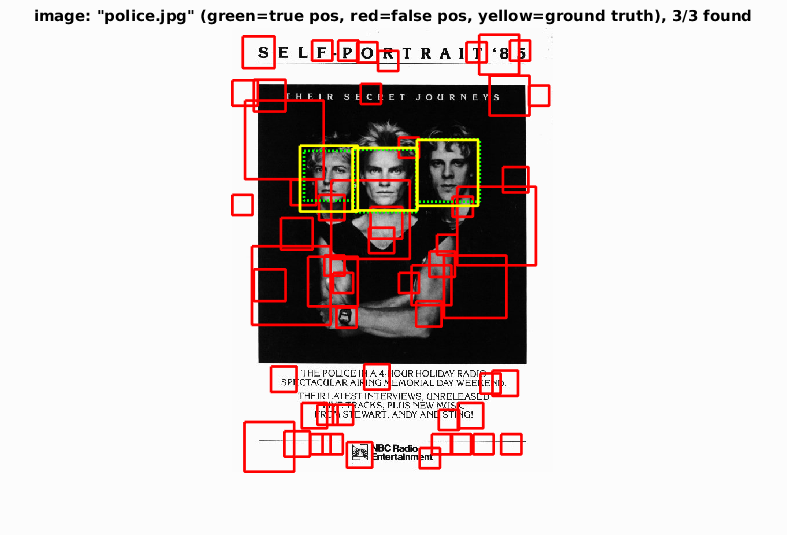 image: "police.jpg" (green=true pos, red=false pos, yellow=ground truth), 3/3 found
SELF-PORTRAIT '85
THEIR SECRET JOURNEYS
THE POLICE IN A 4-HOUR HOLIDAY RADIO
SPECTACULAR AIRING MEMORIAL DAY WEEKEND.
THEIR LATEST INTERVIEWS, UNRELEASED
LIVE TRACKS, PLUS NEW MUSIC
FROM STEWART, ANDY AND STING!
NBC Radio
Entertainment